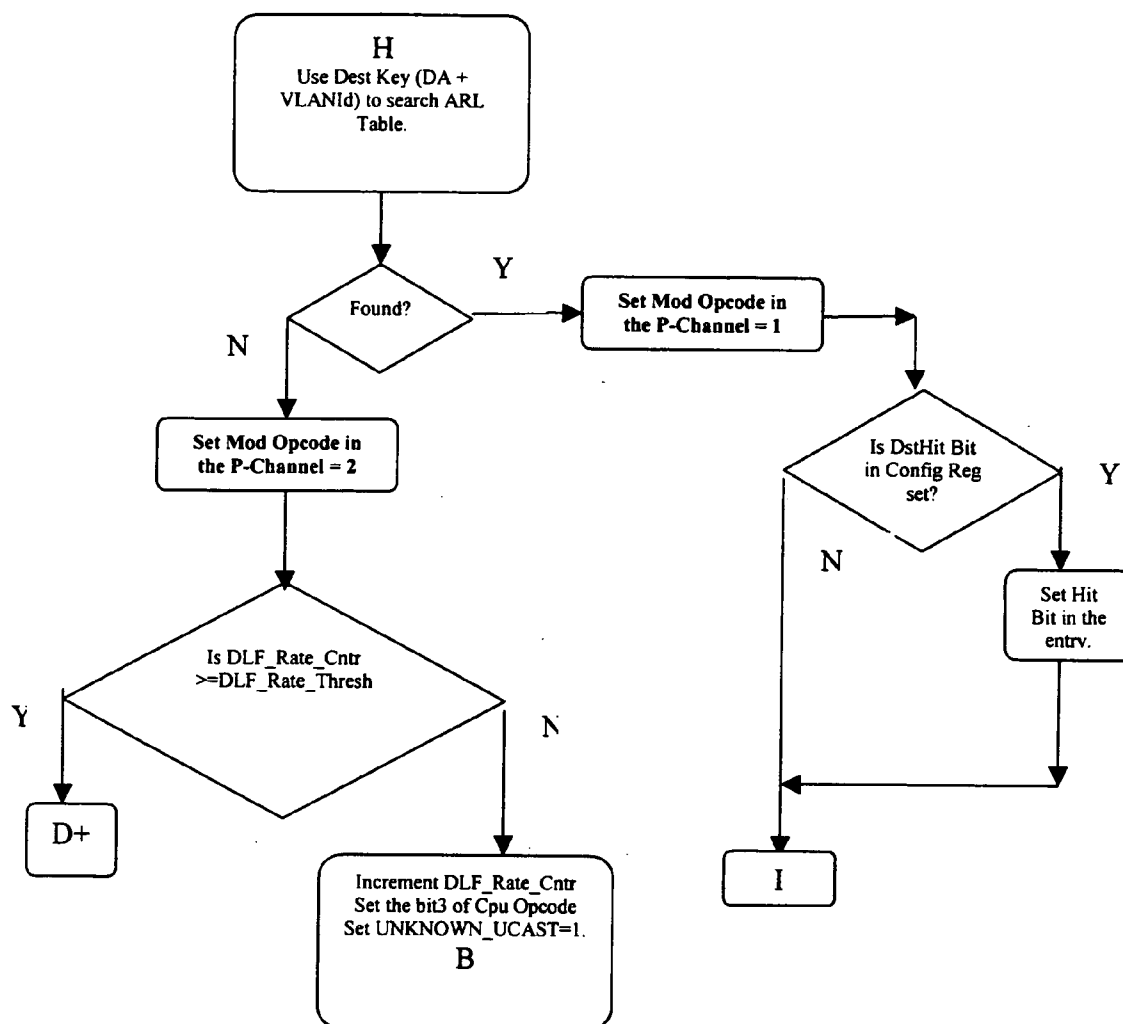 H
Use Dest Key (DA +
VLANId) to search ARL
Table.
Y
Found?
Set Mod Opcode in
the P-Channel = 1
N
Set Mod Opcode in
the P-Channel = 2
Is DstHit Bit
in Config Reg
set?
Y
N
Set Hit
Bit in the
entry.
Is DLF_Rate_Cntr
>=DLF_Rate_Thresh
Y
N
D+
I
Increment DLF_Rate_Cntr
Set the bit3 of Cpu Opcode
Set UNKNOWN_UCAST=1.
B